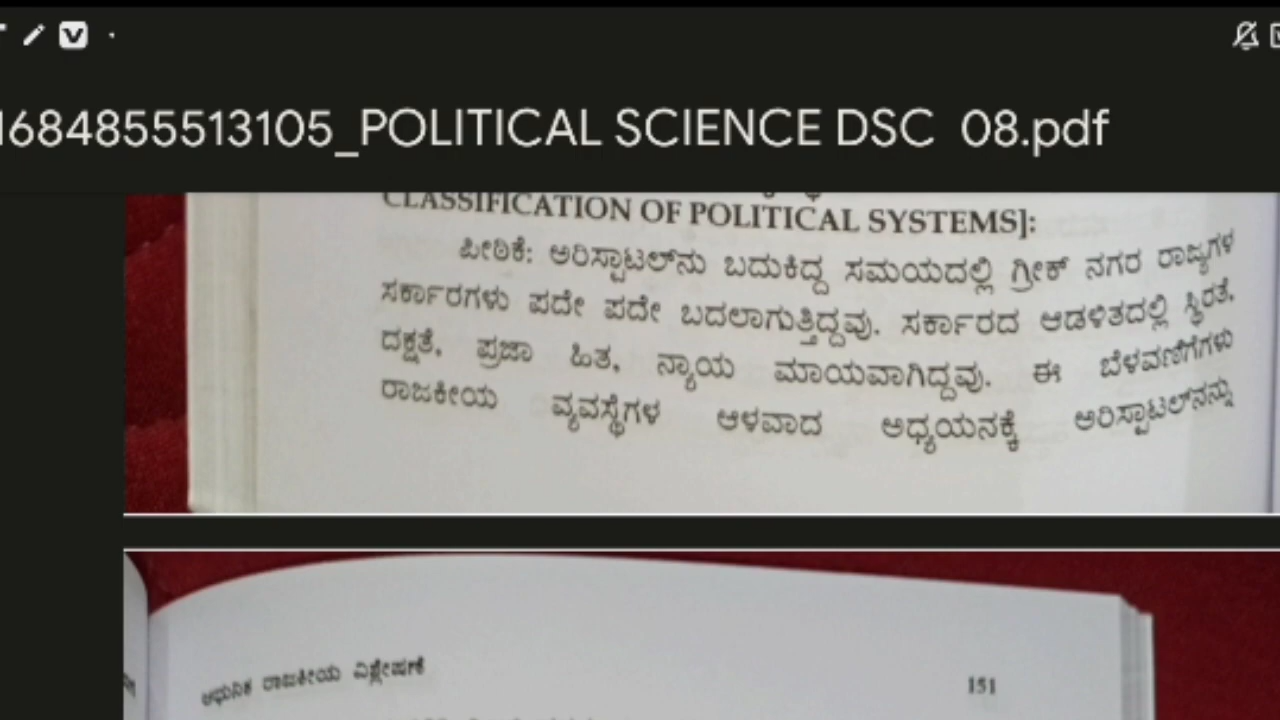 1684855513105_POLITICAL SCIENCE DSC 08.pdf
CLASSIFICATION OF POLITICAL SYSTEMS]:
ಪೀಠಿಕೆ: ಅರಿಸ್ಟಾಟಲ್‌ನು ಬದುಕಿದ್ದ ಸಮಯದಲ್ಲಿ ಗ್ರೀಕ್ ನಗರ ರಾಜ್ಯಗಳ
ಸರ್ಕಾರಗಳು ಪದೇ ಪದೇ ಬದಲಾಗುತ್ತಿದ್ದವು. ಸರ್ಕಾರದ ಆಡಳಿತದಲ್ಲಿ ಸ್ಥಿರತೆ,
ದಕ್ಷತೆ, ಪ್ರಜಾ ಹಿತ, ನ್ಯಾಯ ಮಾಯವಾಗಿದ್ದವು. ಈ ಬೆಳವಣಿಗೆಗಳು
ರಾಜಕೀಯ ವ್ಯವಸ್ಥೆಗಳ ಆಳವಾದ ಅಧ್ಯಯನಕ್ಕೆ ಅರಿಸ್ಟಾಟಲ್‌ನನ್ನು
ಆಧುನಿಕ ರಾಜಕೀಯ ವಿಶ್ಲೇಷಣೆ 151